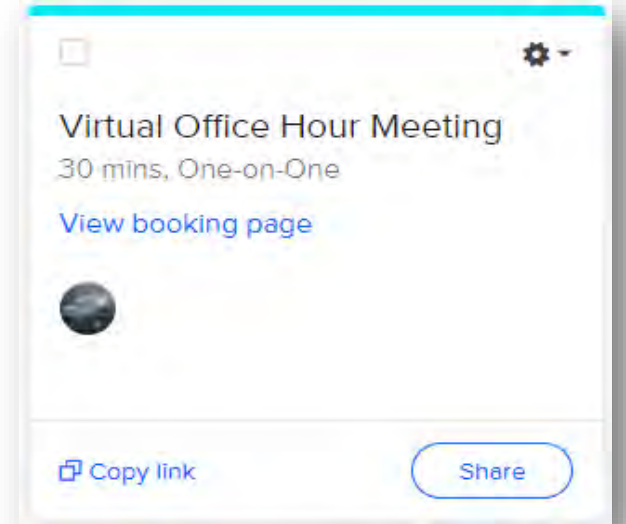 Virtual Office Hour Meeting
30 mins, One-on-One
View booking page
Copy link
Share